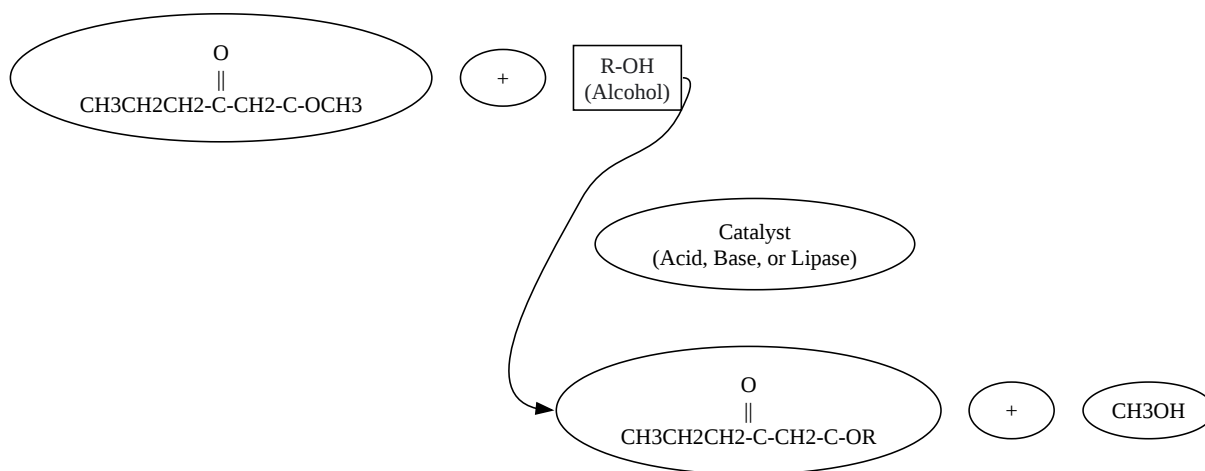 O
||
CH3CH2CH2-C-CH2-C-OCH3
+
R-OH
(Alcohol)
Catalyst
(Acid, Base, or Lipase)
O
||
CH3CH2CH2-C-CH2-C-OR
+
CH3OH